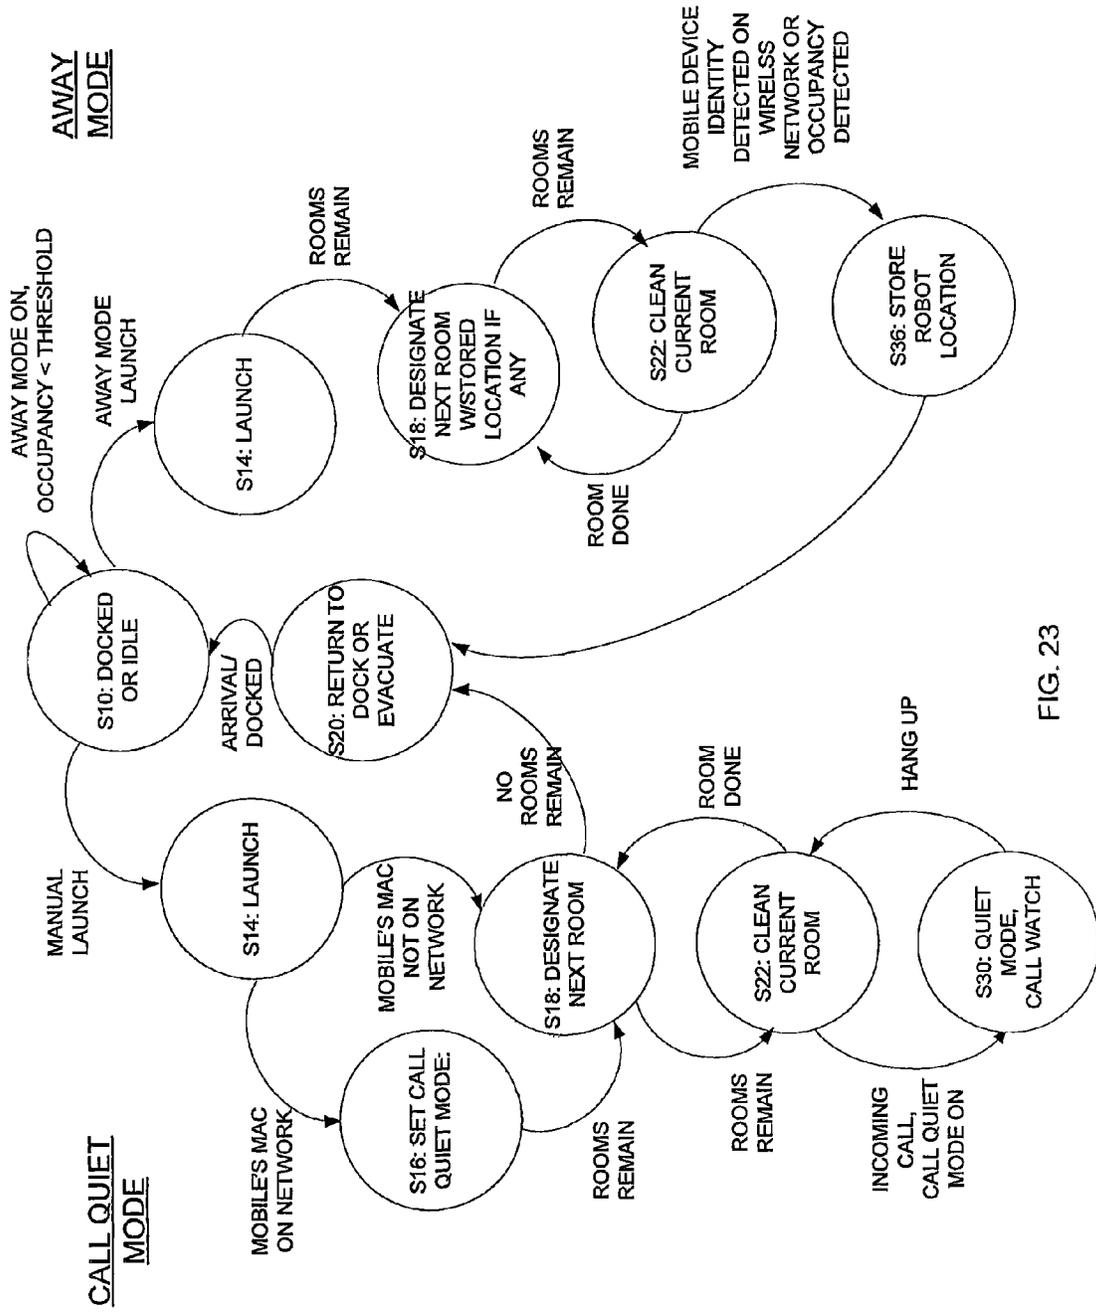 CALL QUIET
MODE
AWAY
MODE
AWAY MODE ON,
OCCUPANCY < THRESHOLD
MANUAL
LAUNCH
S10: DOCKED
OR IDLE
AWAY MODE
LAUNCH
MOBILE'S MAC
ON NETWORK
S14: LAUNCH
ARRIVAL/
DOCKED
S14: LAUNCH
ROOMS
REMAIN
S16: SET CALL
QUIET MODE:
MOBILE'S MAC
NOT ON
NETWORK
S20: RETURN TO
DOCK OR
EVACUATE
S18: DESIGNATE
NEXT ROOM
W/STORED
LOCATION IF
ANY
ROOMS
REMAIN
ROOMS
REMAIN
S18: DESIGNATE
NEXT ROOM
NO
ROOMS
REMAIN
ROOM
DONE
S22: CLEAN
CURRENT
ROOM
MOBILE DEVICE
IDENTITY
DETECTED ON
WIRELSS
NETWORK OR
OCCUPANCY
DETECTED
ROOMS
REMAIN
S22: CLEAN
CURRENT
ROOM
ROOM
DONE
S36: STORE
ROBOT
LOCATION
INCOMING
CALL,
CALL QUIET
MODE ON
S30: QUIET
MODE,
CALL WATCH
HANG UP
FIG. 23